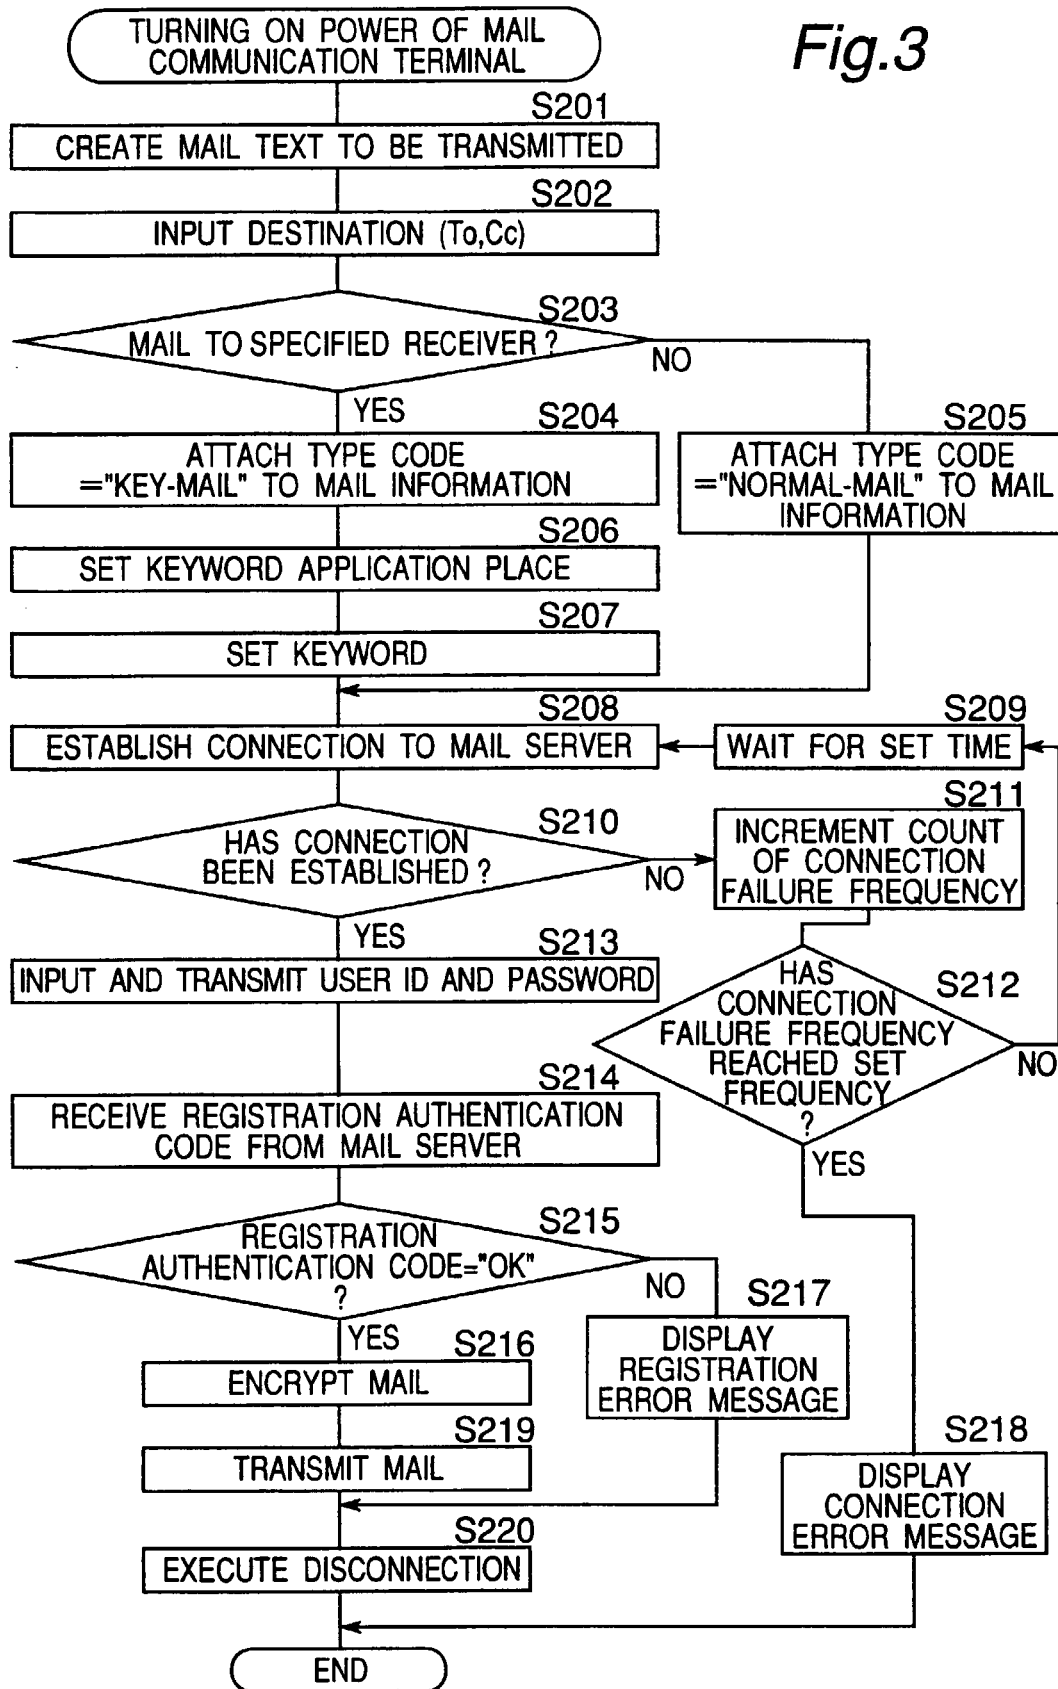 Fig.3
TURNING ON POWER OF MAIL
COMMUNICATION TERMINAL
S201
CREATE MAIL TEXT TO BE TRANSMITTED
S202
INPUT DESTINATION (To,Cc)
S203
MAIL TO SPECIFIED RECEIVER ?
NO
YES
S204
ATTACH TYPE CODE
="KEY-MAIL" TO MAIL INFORMATION
S205
ATTACH TYPE CODE
="NORMAL-MAIL" TO MAIL
INFORMATION
S206
SET KEYWORD APPLICATION PLACE
S207
SET KEYWORD
S208
ESTABLISH CONNECTION TO MAIL SERVER
S209
WAIT FOR SET TIME
S210
HAS CONNECTION
BEEN ESTABLISHED ?
NO
YES
S211
INCREMENT COUNT
OF CONNECTION
FAILURE FREQUENCY
S212
HAS
CONNECTION
FAILURE FREQUENCY
REACHED SET
FREQUENCY
?
NO
YES
S213
INPUT AND TRANSMIT USER ID AND PASSWORD
S214
RECEIVE REGISTRATION AUTHENTICATION
CODE FROM MAIL SERVER
S215
REGISTRATION
AUTHENTICATION CODE="OK"
?
NO
YES
S216
ENCRYPT MAIL
S217
DISPLAY
REGISTRATION
ERROR MESSAGE
S218
DISPLAY
CONNECTION
ERROR MESSAGE
S219
TRANSMIT MAIL
S220
EXECUTE DISCONNECTION
END